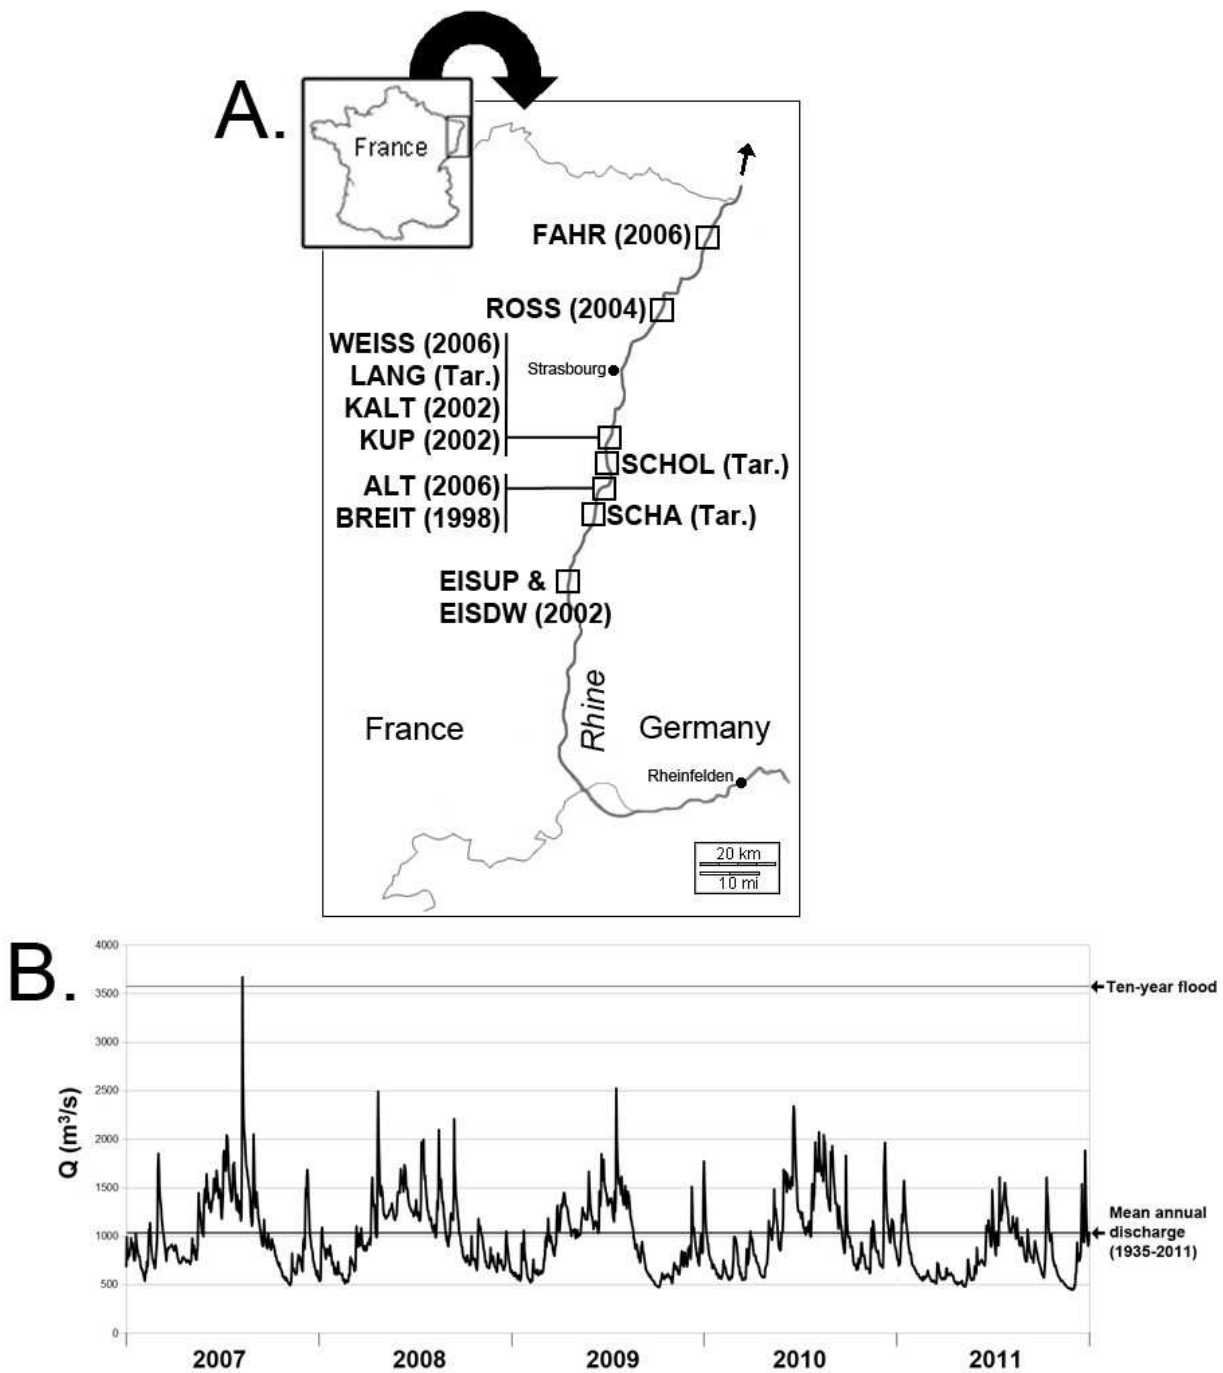 A.
France
FAHR (2006)
ROSS (2004)
WEISS (2006)
LANG (Tar.)
KALT (2002)
KUP (2002)
Strasbourg
SCHOL (Tar.)
ALT (2006)
BREIT (1998)
SCHA (Tar.)
EISUP &
EISDW (2002)
Rhine
France
Germany
Rheinfelden
20 km
10 mi
B.
Q (m³/s)
4000
3500
3000
2500
2000
1500
1000
500
0
Ten-year flood
Mean annual
discharge
(1935-2011)
2007
2008
2009
2010
2011